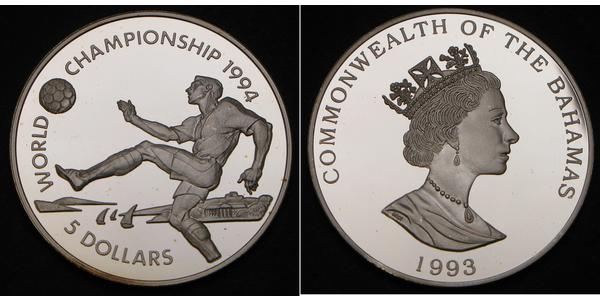 WORLD CHAMPIONSHIP 1994
5 DOLLARS
COMMONWEALTH OF THE BAHAMAS
1993